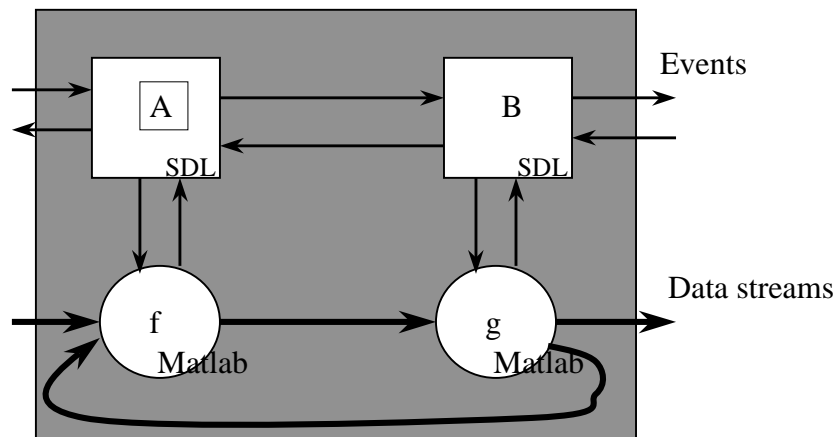 Events
A
B
SDL
SDL
Data streams
f
g
Matlab
Matlab